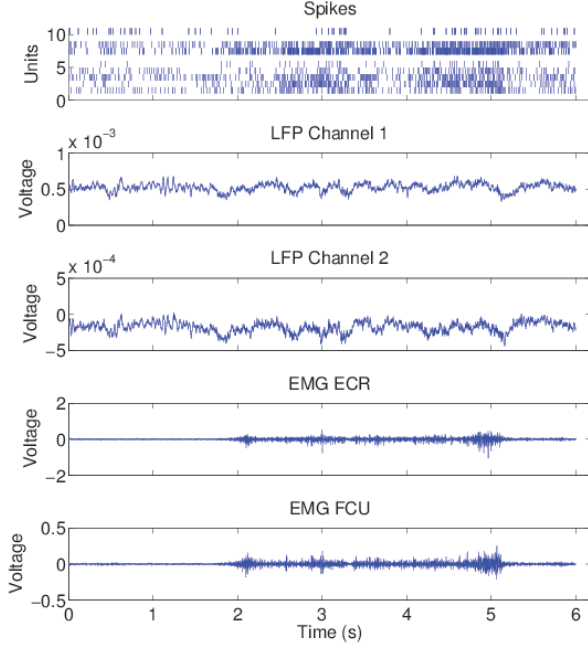 Spikes
10
5
0
Units
x 10⁻³
LFP Channel 1
1
0.5
0
Voltage
x 10⁻⁴
LFP Channel 2
5
0
−5
Voltage
EMG ECR
2
0
−2
Voltage
EMG FCU
0.5
0
−0.5
Voltage
0 1 2 3 4 5 6
Time (s)